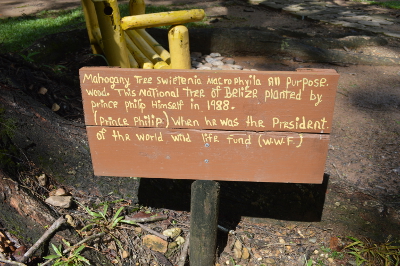 Mahogany Tree Swietenia Macrophylla All Purpose.
wood. This National Tree of Belize planted by
prince philip Himself in 1988.
(Prince Philip) When he was the President
of the world wild life fund (W.W.F)